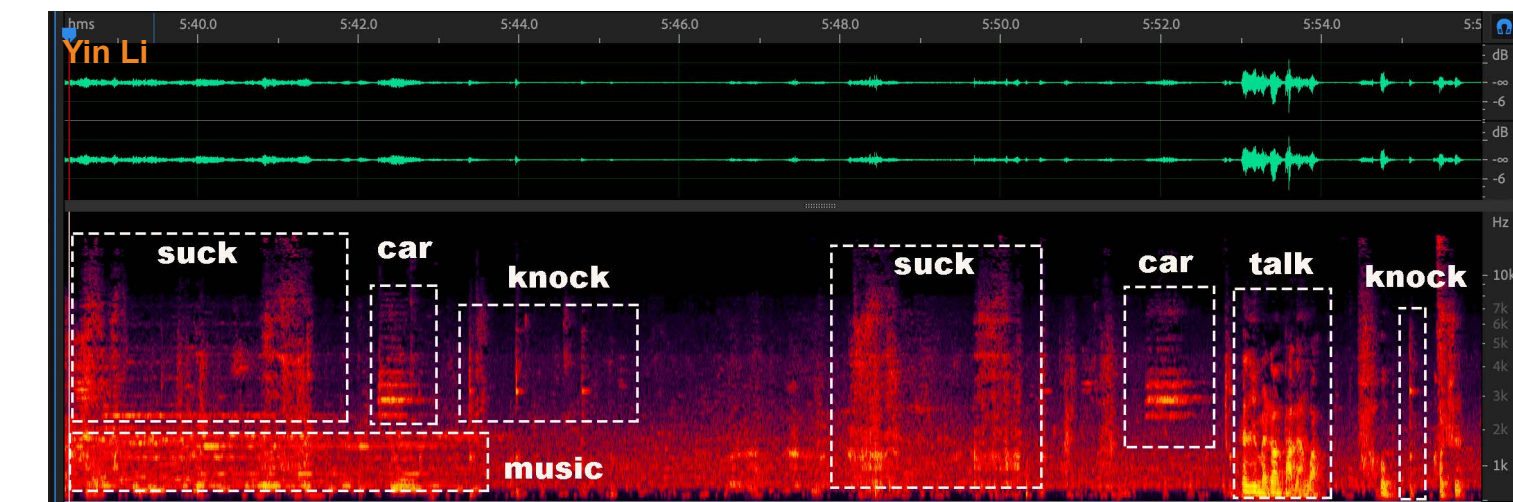 hms 5:40.0 5:42.0 5:44.0 5:46.0 5:48.0 5:50.0 5:52.0 5:54.0 5:5
Yin Li
dB
-∞
-6
dB
-∞
-6
Hz
suck car knock suck car talk knock
10k
7k
6k
5k
4k
3k
2k
music
1k